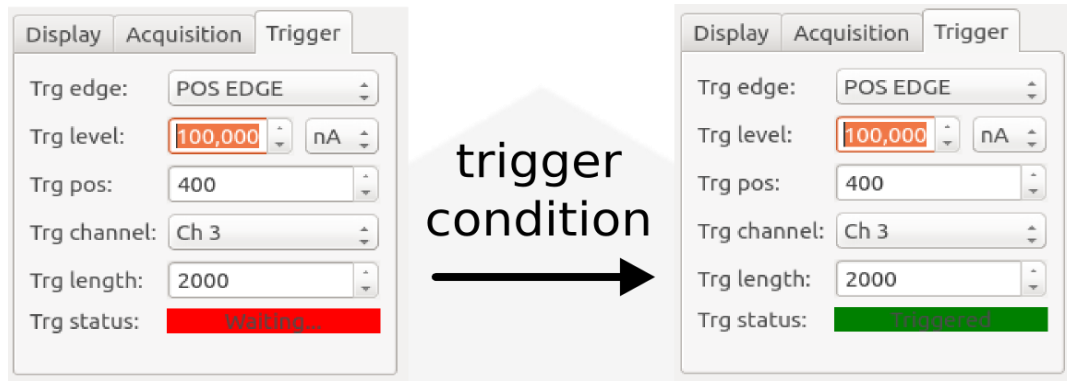 Display Acquisition Trigger
Trg edge: POS EDGE
Trg level: 100,000 nA
Trg pos: 400
Trg channel: Ch 3
Trg length: 2000
Trg status: Waiting...
trigger
condition
Display Acquisition Trigger
Trg edge: POS EDGE
Trg level: 100,000 nA
Trg pos: 400
Trg channel: Ch 3
Trg length: 2000
Trg status: Triggered